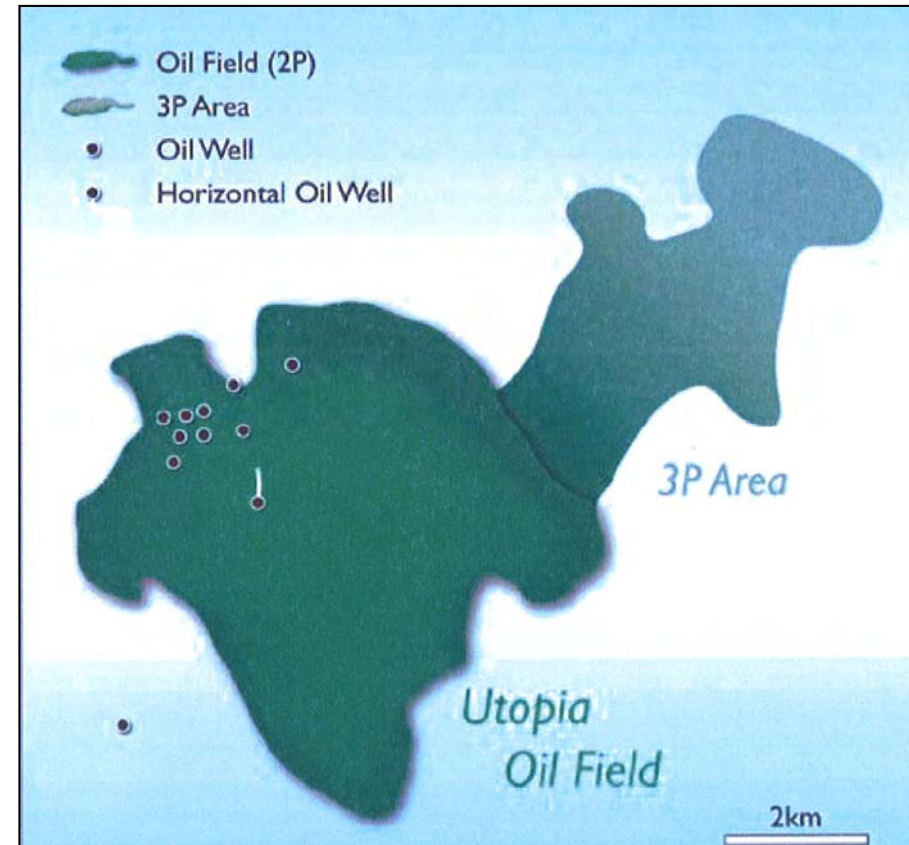 Oil Field (2P)
3P Area
Oil Well
Horizontal Oil Well
3P Area
Utopia
Oil Field
2km